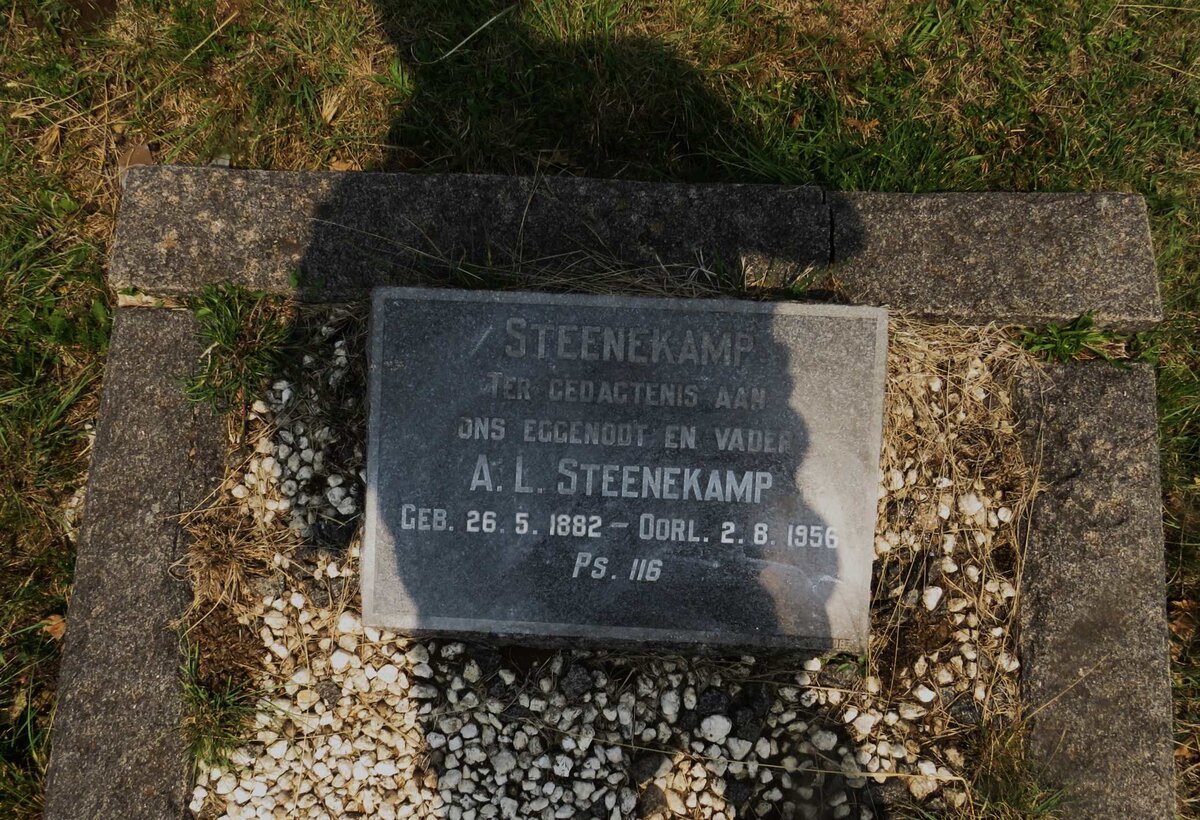 STEENEKAMP
TER GEDAGTENIS AAN
ONS EGGENOOT EN VADER
A. L. STEENEKAMP
GEB. 26. 5. 1882 – OORL. 2. 8. 1956
PS. 116